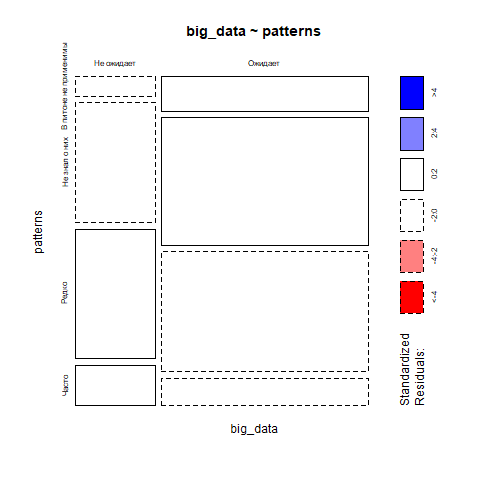 big_data ~ patterns
Не ожидает
Ожидает
В питоне не применимы
Не знал о них
Редко
Часто
patterns
big_data
>4
2:4
0:2
-2:0
-4:-2
<-4
Standardized
Residuals: